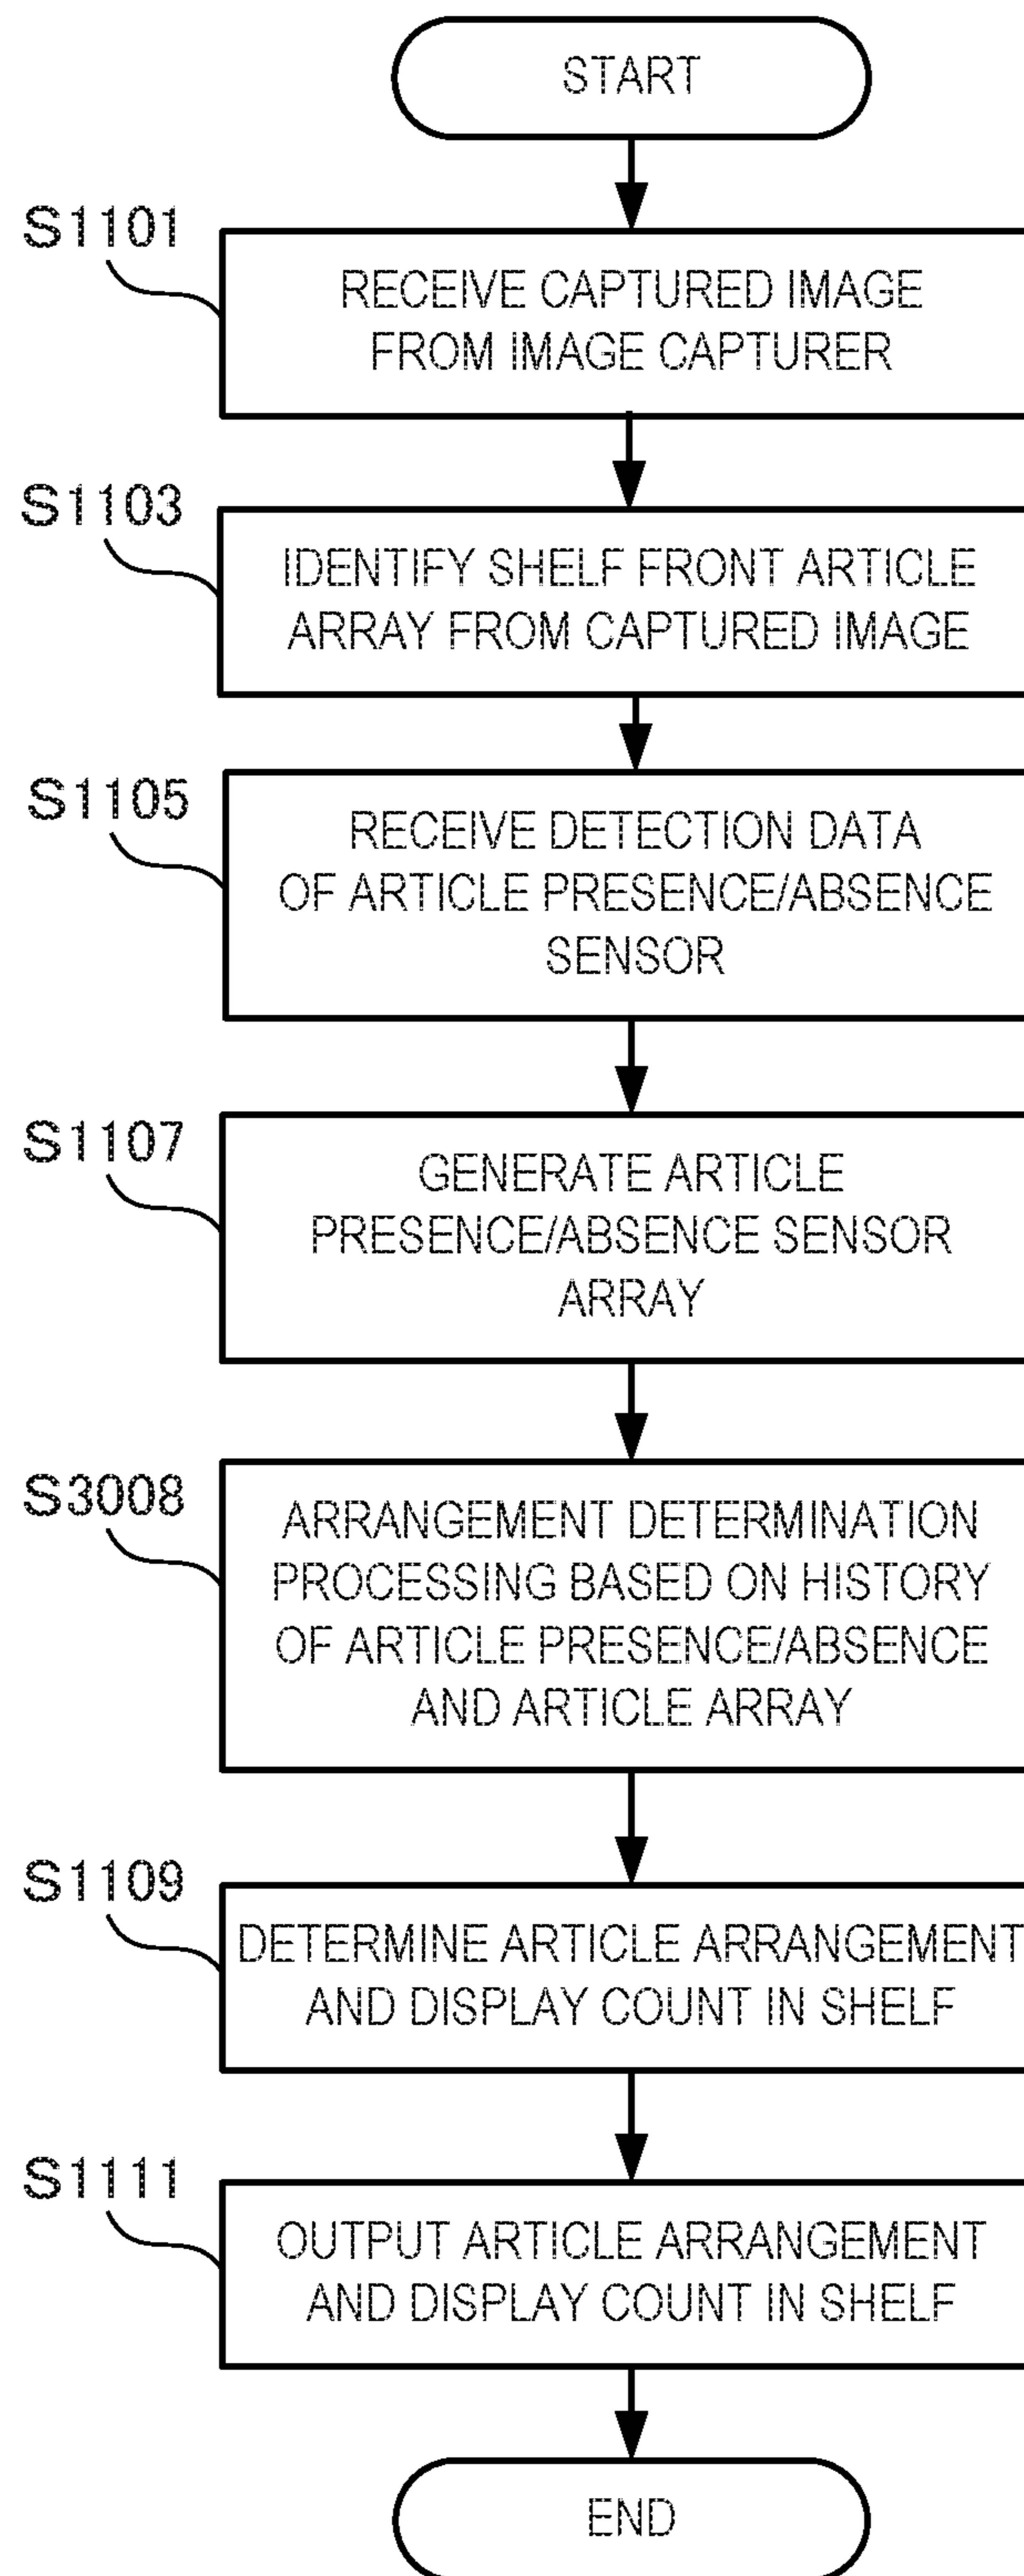 START
S1101
RECEIVE CAPTURED IMAGE
FROM IMAGE CAPTURER
S1103
IDENTIFY SHELF FRONT ARTICLE
ARRAY FROM CAPTURED IMAGE
S1105
RECEIVE DETECTION DATA
OF ARTICLE PRESENCE/ABSENCE
SENSOR
S1107
GENERATE ARTICLE
PRESENCE/ABSENCE SENSOR
ARRAY
S3008
ARRANGEMENT DETERMINATION
PROCESSING BASED ON HISTORY
OF ARTICLE PRESENCE/ABSENCE
AND ARTICLE ARRAY
S1109
DETERMINE ARTICLE ARRANGEMENT
AND DISPLAY COUNT IN SHELF
S1111
OUTPUT ARTICLE ARRANGEMENT
AND DISPLAY COUNT IN SHELF
END